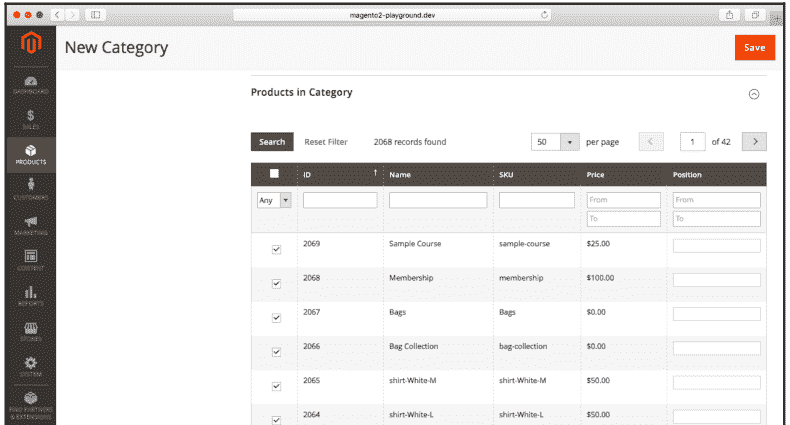 magento2-playground.dev
New Category
Save
DASHBOARD
$
SALES
PRODUCTS
CUSTOMERS
MARKETING
CONTENT
REPORTS
STORES
SYSTEM
FIND PARTNERS
& EXTENSIONS
Products in Category
Search Reset Filter 2068 records found 50 per page 1 of 42
ID Name SKU Price Position
Any From From
To To
2069 Sample Course sample-course $25.00
2068 Membership membership $100.00
2067 Bags Bags $0.00
2066 Bag Collection bag-collection $0.00
2065 shirt-White-M shirt-White-M $50.00
2064 shirt-White-L shirt-White-L $50.00